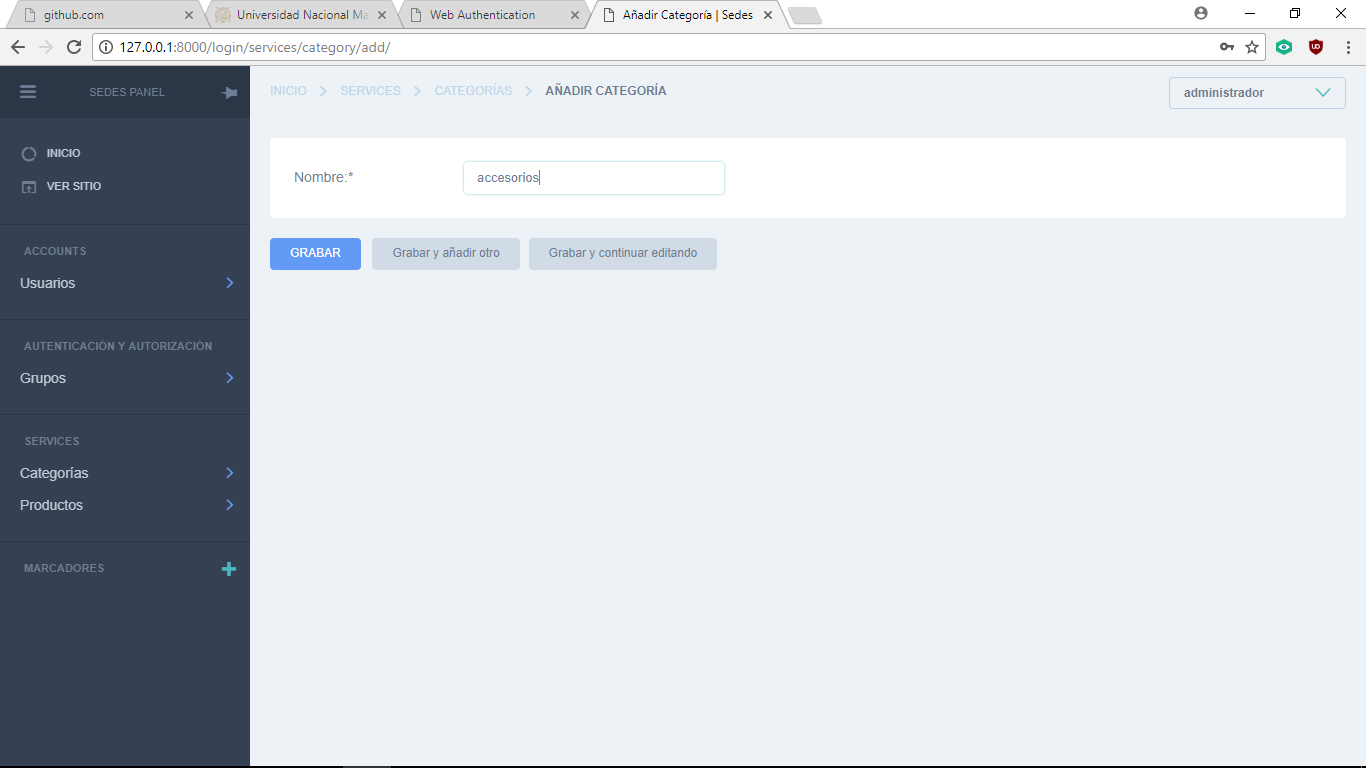 github.com
Universidad Nacional Ma
Web Authentication
Añadir Categoría | Sedes
127.0.0.1:8000/login/services/category/add/
SEDES PANEL
INICIO
VER SITIO
ACCOUNTS
Usuarios
AUTENTICACIÓN Y AUTORIZACIÓN
Grupos
SERVICES
Categorías
Productos
MARCADORES
INICIO > SERVICES > CATEGORÍAS > AÑADIR CATEGORÍA
administrador
Nombre:*
accesorios
GRABAR
Grabar y añadir otro
Grabar y continuar editando